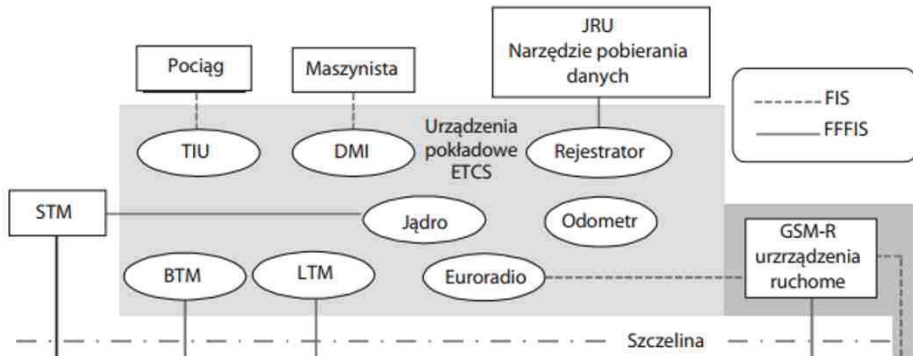 JRU
Narzędzie pobierania
danych
Pociąg
Maszynista
FIS
FFFIS
Urządzenia
pokładowe
ETCS
TIU
DMI
Rejestrator
STM
Jądro
Odometr
GSM-R
urzrządzenia
ruchome
BTM
LTM
Euroradio
Szczelina